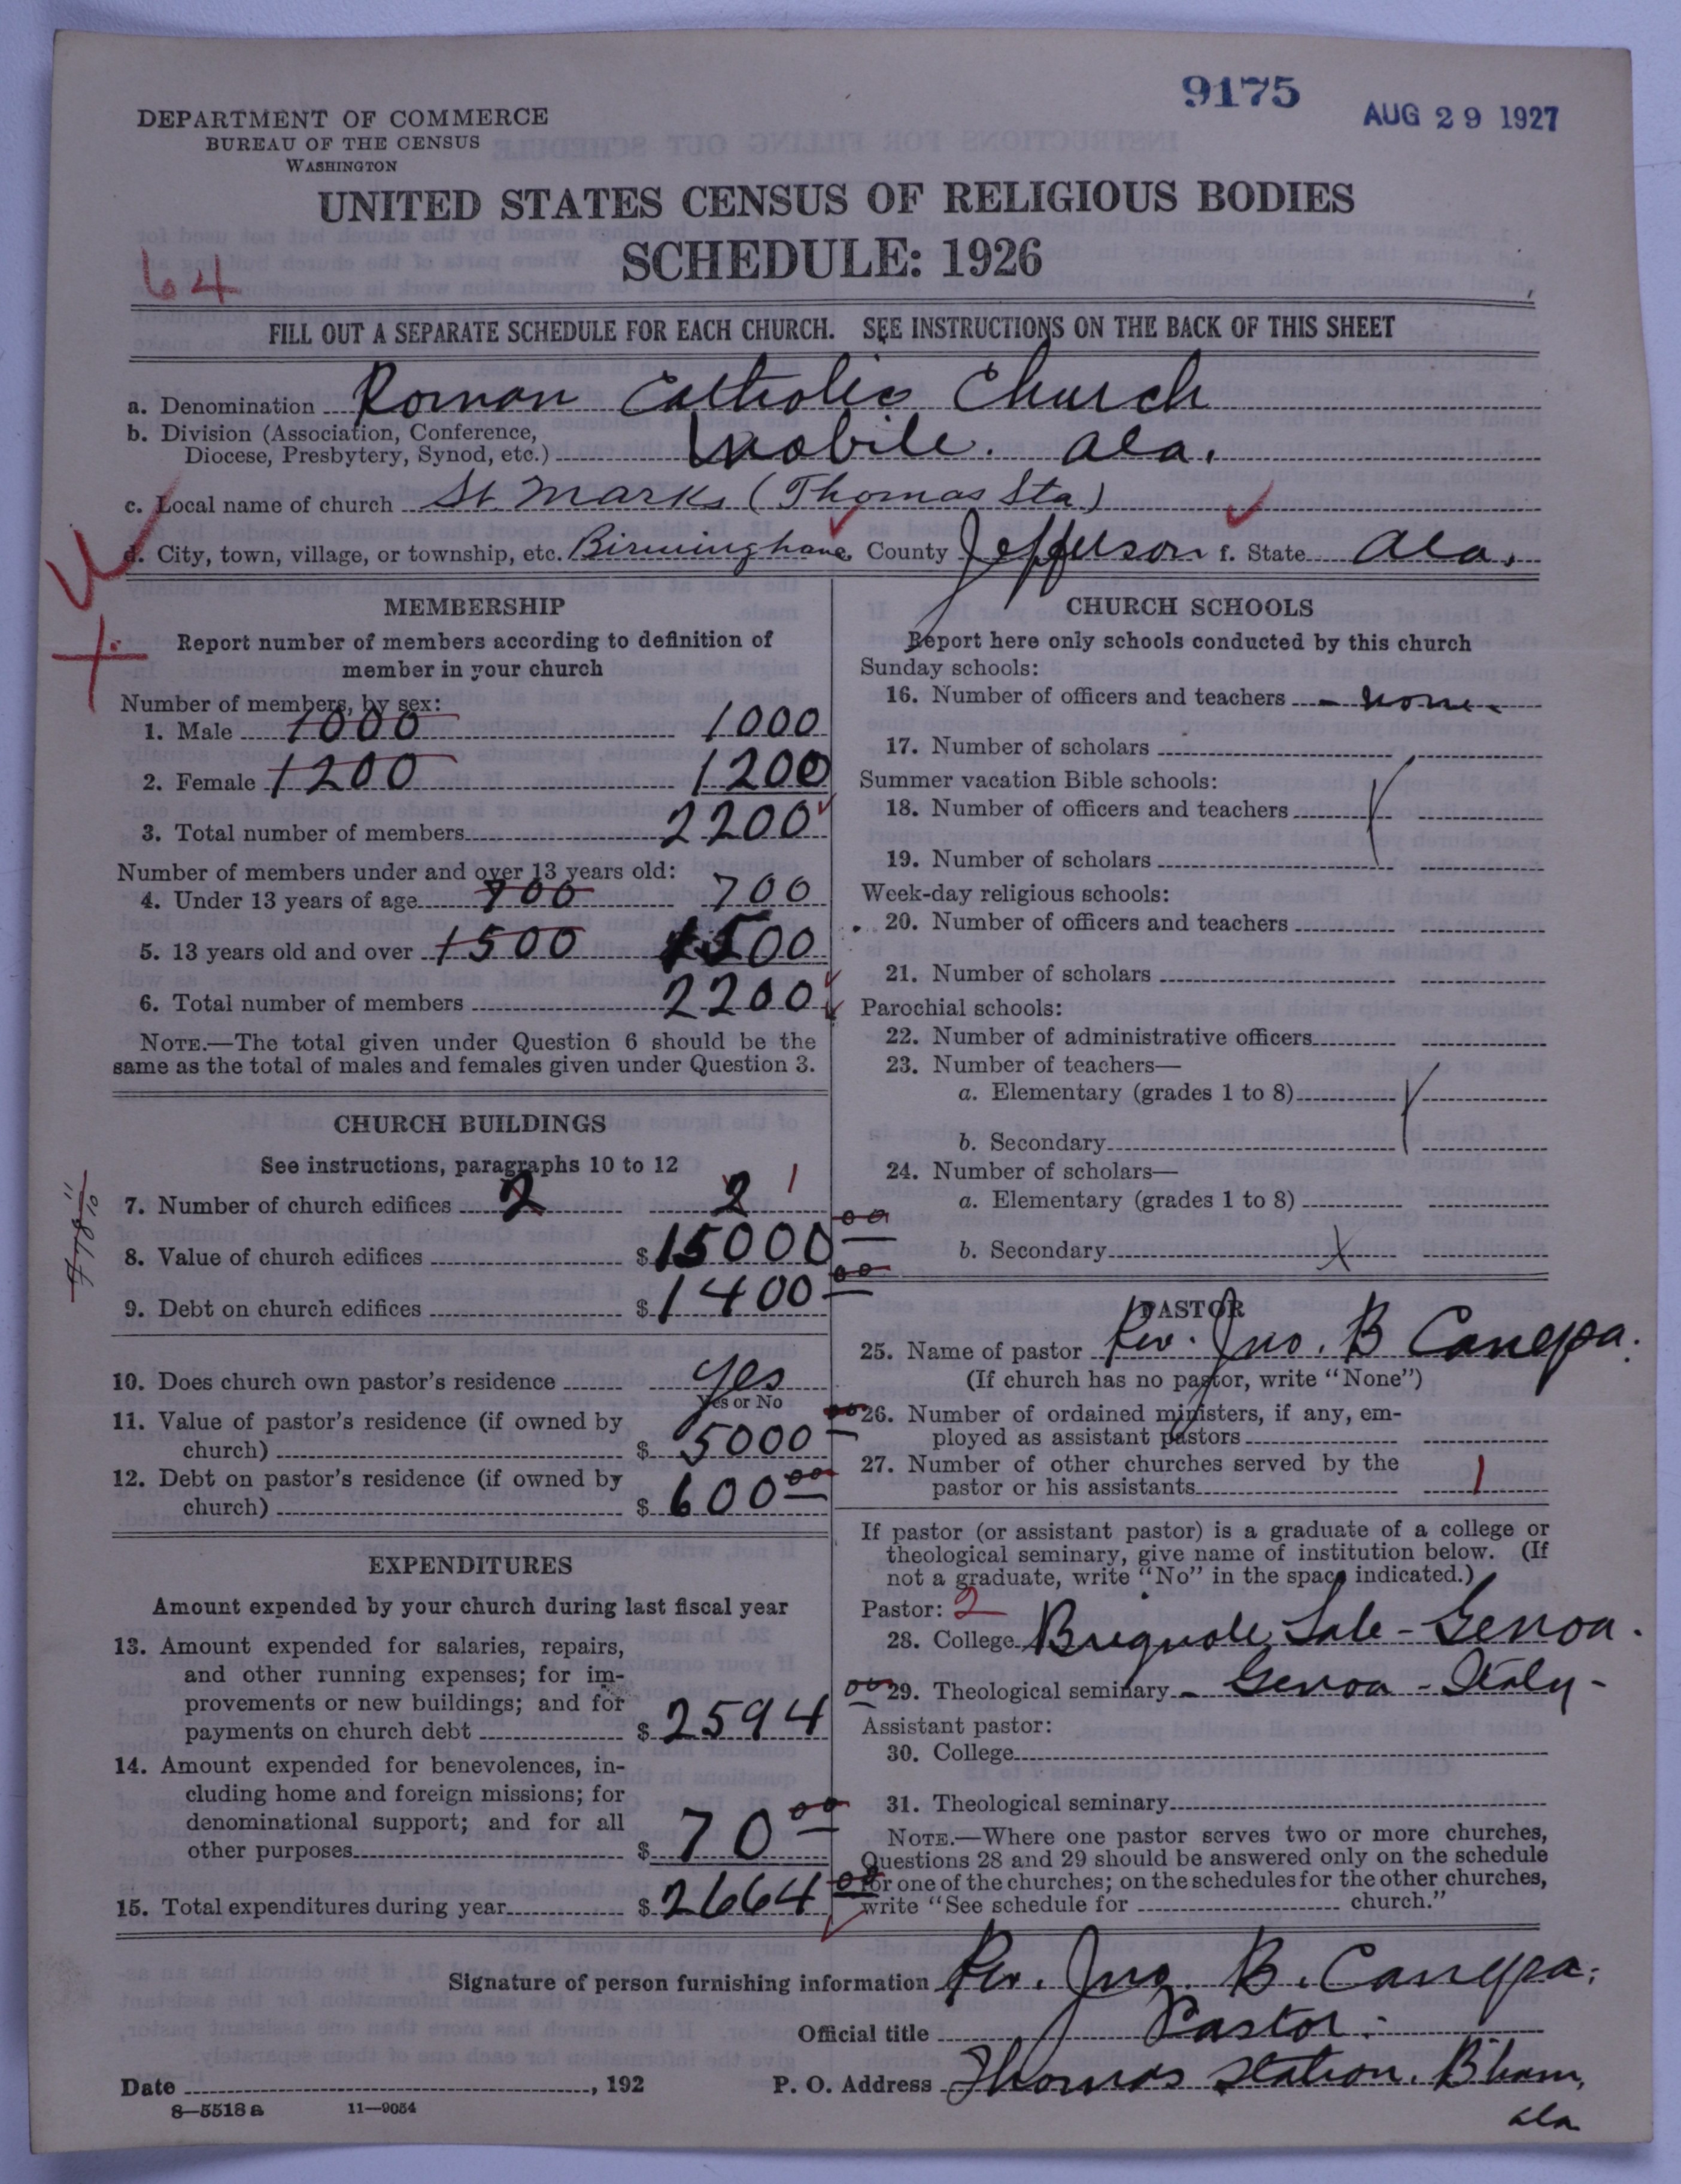 9175
AUG 29 1927
DEPARTMENT OF COMMERCE
BUREAU OF THE CENSUS
WASHINGTON
UNITED STATES CENSUS OF RELIGIOUS BODIES
SCHEDULE: 1926
64
FILL OUT A SEPARATE SCHEDULE FOR EACH CHURCH. SEE INSTRUCTIONS ON THE BACK OF THIS SHEET
a. Denomination Roman Catholic Church
b. Division (Association, Conference,
Diocese, Presbytery, Synod, etc.) Mobile. Ala.
c. Local name of church St. Marks (Thomas Sta)
d. City, town, village, or township, etc. Birmingham e. County Jefferson f. State Ala.
MEMBERSHIP
Report number of members according to definition of
member in your church
Number of members, by sex:
1. Male 1000 1000
2. Female 1200 1200
3. Total number of members 2200
Number of members under and over 13 years old:
4. Under 13 years of age 700 700
5. 13 years old and over 1500 1500
6. Total number of members 2200
NOTE.—The total given under Question 6 should be the
same as the total of males and females given under Question 3.
CHURCH BUILDINGS
See instructions, paragraphs 10 to 12
7. Number of church edifices 2 2 1
8. Value of church edifices $15000 00
9. Debt on church edifices $1400 00
10. Does church own pastor's residence yes
Yes or No
11. Value of pastor's residence (if owned by
church) $5000 00
12. Debt on pastor's residence (if owned by
church) $600 00
EXPENDITURES
Amount expended by your church during last fiscal year
13. Amount expended for salaries, repairs,
and other running expenses; for im-
provements or new buildings; and for
payments on church debt $2594 00
14. Amount expended for benevolences, in-
cluding home and foreign missions; for
denominational support; and for all
other purposes $70 00
15. Total expenditures during year $2664 00
CHURCH SCHOOLS
Report here only schools conducted by this church
Sunday schools:
16. Number of officers and teachers - none -
17. Number of scholars
Summer vacation Bible schools:
18. Number of officers and teachers
19. Number of scholars
Week-day religious schools:
20. Number of officers and teachers
21. Number of scholars
Parochial schools:
22. Number of administrative officers
23. Number of teachers—
a. Elementary (grades 1 to 8)
b. Secondary
24. Number of scholars—
a. Elementary (grades 1 to 8)
b. Secondary
PASTOR
25. Name of pastor Rev. Jno. B Canepa.
(If church has no pastor, write "None")
26. Number of ordained ministers, if any, em-
ployed as assistant pastors
27. Number of other churches served by the
pastor or his assistants 1
If pastor (or assistant pastor) is a graduate of a college or
theological seminary, give name of institution below. (If
not a graduate, write "No" in the space indicated.)
Pastor: 2
28. College Brignole Sale - Genoa.
29. Theological seminary - Genoa - Italy -
Assistant pastor:
30. College
31. Theological seminary
NOTE.—Where one pastor serves two or more churches,
Questions 28 and 29 should be answered only on the schedule
for one of the churches; on the schedules for the other churches,
write "See schedule for church."
Signature of person furnishing information Rev. Jno. B. Canepa.
Official title Pastor.
Date , 192 P. O. Address Thomas Station. Bham,
Ala
8—5518 a 11—9054